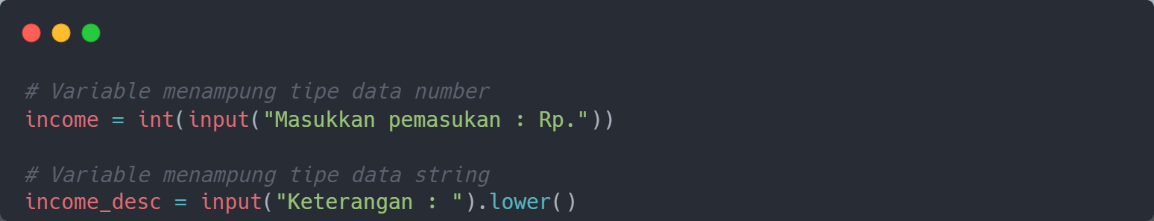 # Variable menampung tipe data number
income = int(input("Masukkan pemasukan : Rp."))
# Variable menampung tipe data string
income_desc = input("Keterangan : ").lower()